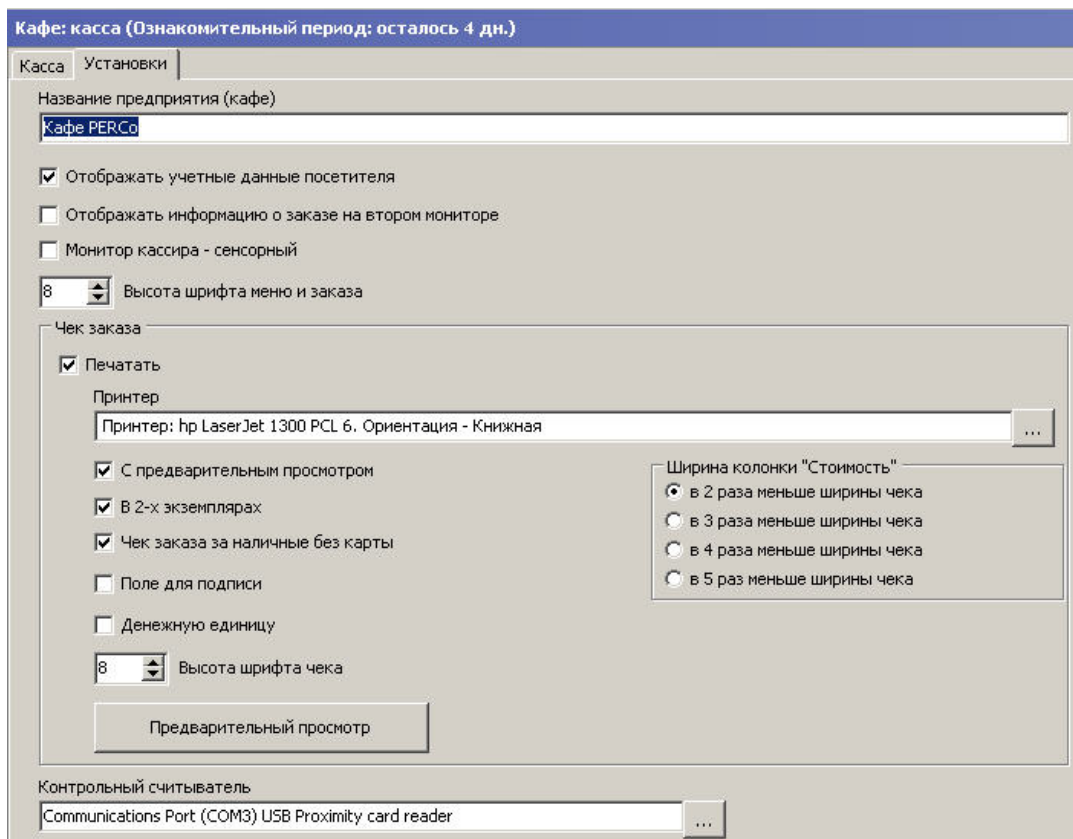 Кафе: касса (Ознакомительный период: осталось 4 дн.)
Касса Установки
Название предприятия (кафе)
Кафе PERCo
Отображать учетные данные посетителя
Отображать информацию о заказе на втором мониторе
Монитор кассира - сенсорный
8 Высота шрифта меню и заказа
Чек заказа
Печатать
Принтер
Принтер: hp LaserJet 1300 PCL 6. Ориентация - Книжная
...
С предварительным просмотром
В 2-х экземплярах
Чек заказа за наличные без карты
Поле для подписи
Денежную единицу
8 Высота шрифта чека
Предварительный просмотр
Ширина колонки "Стоимость"
в 2 раза меньше ширины чека
в 3 раза меньше ширины чека
в 4 раза меньше ширины чека
в 5 раз меньше ширины чека
Контрольный считыватель
Communications Port (COM3) USB Proximity card reader
...